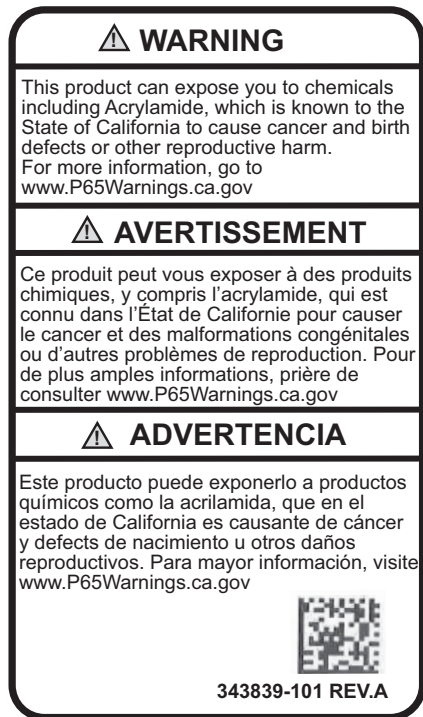 WARNING
This product can expose you to chemicals
including Acrylamide, which is known to the
State of California to cause cancer and birth
defects or other reproductive harm.
For more information, go to
www.P65Warnings.ca.gov
AVERTISSEMENT
Ce produit peut vous exposer à des produits
chimiques, y compris l’acrylamide, qui est
connu dans l’État de Californie pour causer
le cancer et des malformations congénitales
ou d’autres problèmes de reproduction. Pour
de plus amples informations, prière de
consulter www.P65Warnings.ca.gov
ADVERTENCIA
Este producto puede exponerlo a productos
químicos como la acrilamida, que en el
estado de California es causante de cáncer
y defects de nacimiento u otros daños
reproductivos. Para mayor información, visite
www.P65Warnings.ca.gov
343839-101 REV.A